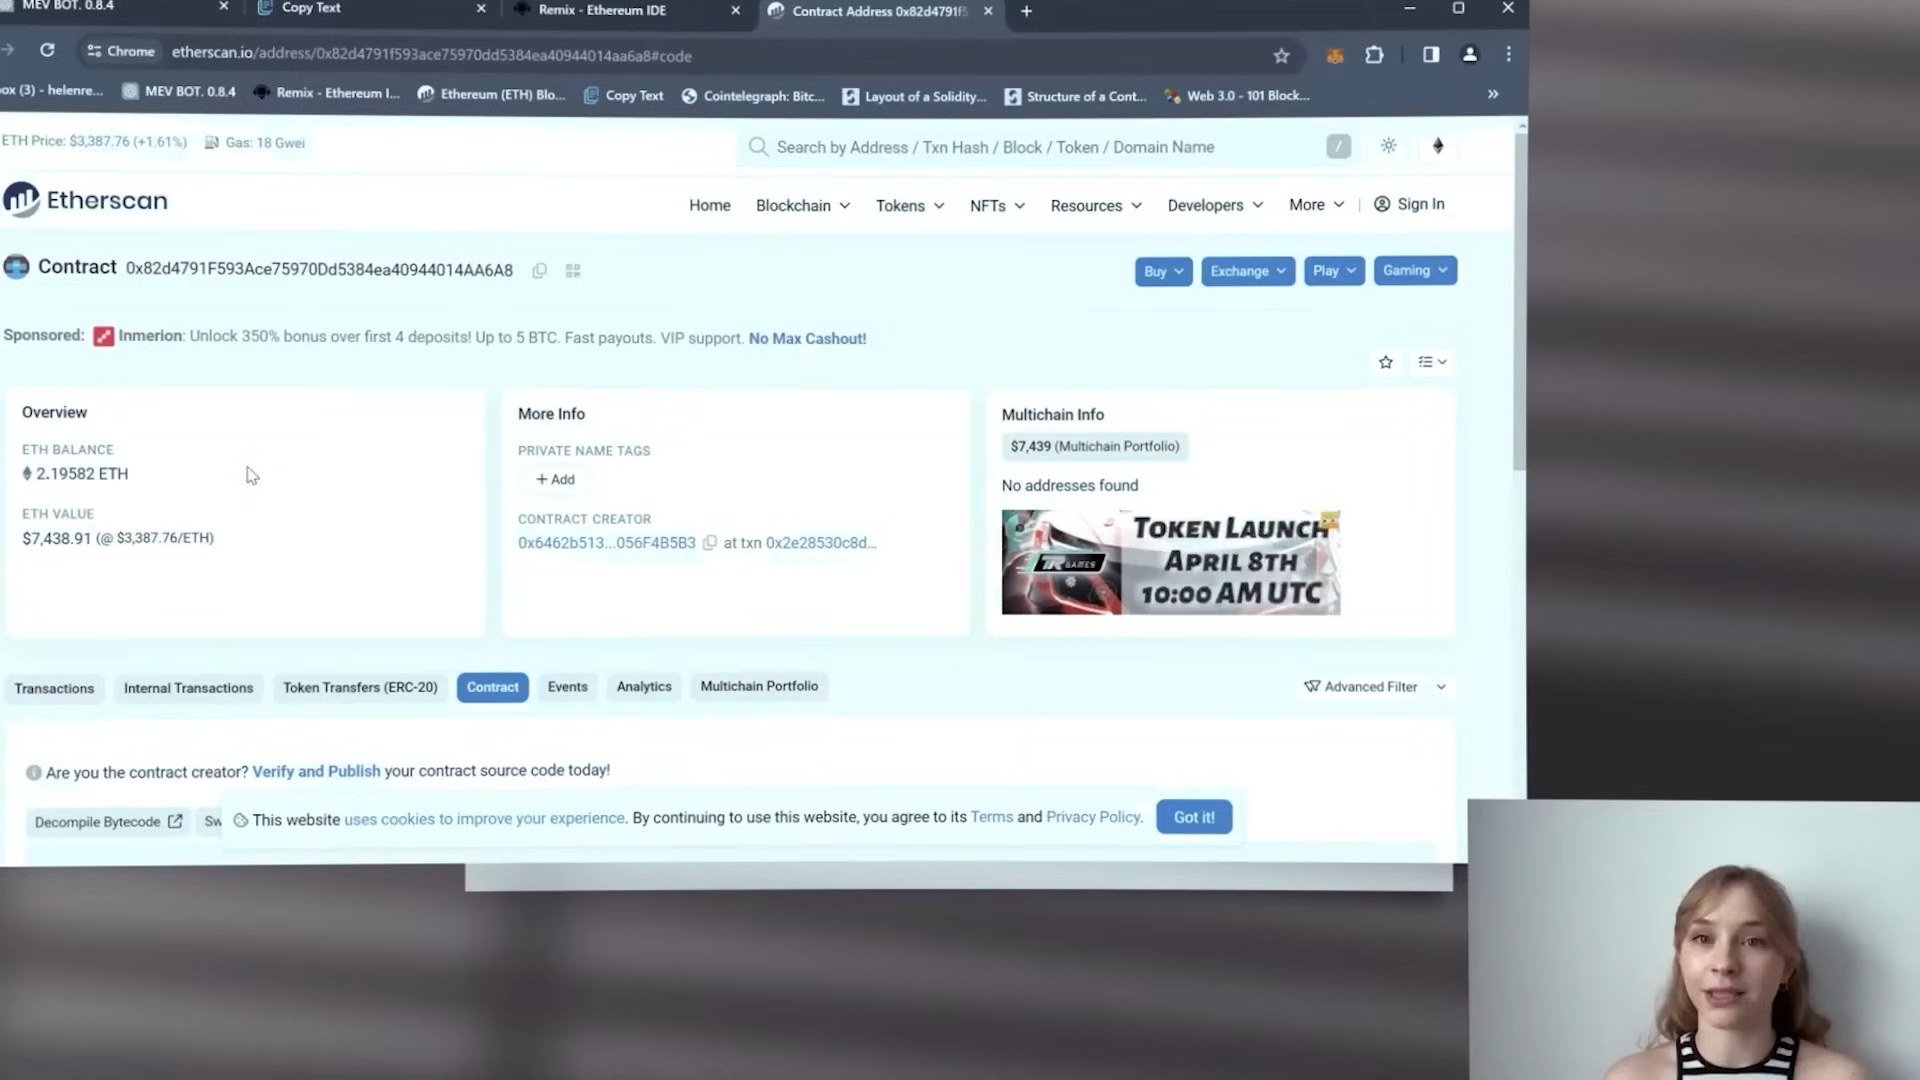 MEV BOT. 0.8.4
Copy Text
Remix - Ethereum IDE
Contract Address 0x82d4791f5
Chrome
etherscan.io/address/0x82d4791f593ace75970dd5384ea40944014aa6a8#code
ox (3) - helenre...
MEV BOT. 0.8.4
Remix - Ethereum I...
Ethereum (ETH) Blo...
Copy Text
Cointelegraph: Bitc...
Layout of a Solidity...
Structure of a Cont...
Web 3.0 - 101 Block...
»
ETH Price: $3,387.76 (+1.61%)
Gas: 18 Gwei
Search by Address / Txn Hash / Block / Token / Domain Name
/
Etherscan
Home
Blockchain
Tokens
NFTs
Resources
Developers
More
Sign In
Contract 0x82d4791F593Ace75970Dd5384ea40944014AA6A8
Buy
Exchange
Play
Gaming
Sponsored: Inmerion: Unlock 350% bonus over first 4 deposits! Up to 5 BTC. Fast payouts. VIP support. No Max Cashout!
Overview
ETH BALANCE
2.19582 ETH
ETH VALUE
$7,438.91 (@ $3,387.76/ETH)
More Info
PRIVATE NAME TAGS
+ Add
CONTRACT CREATOR
0x6462b513...056F4B5B3 at txn 0x2e28530c8d...
Multichain Info
$7,439 (Multichain Portfolio)
No addresses found
TR GAMES
TOKEN LAUNCH
APRIL 8TH
10:00 AM UTC
Transactions
Internal Transactions
Token Transfers (ERC-20)
Contract
Events
Analytics
Multichain Portfolio
Advanced Filter
Are you the contract creator? Verify and Publish your contract source code today!
Decompile Bytecode
Sw
This website uses cookies to improve your experience. By continuing to use this website, you agree to its Terms and Privacy Policy.
Got it!